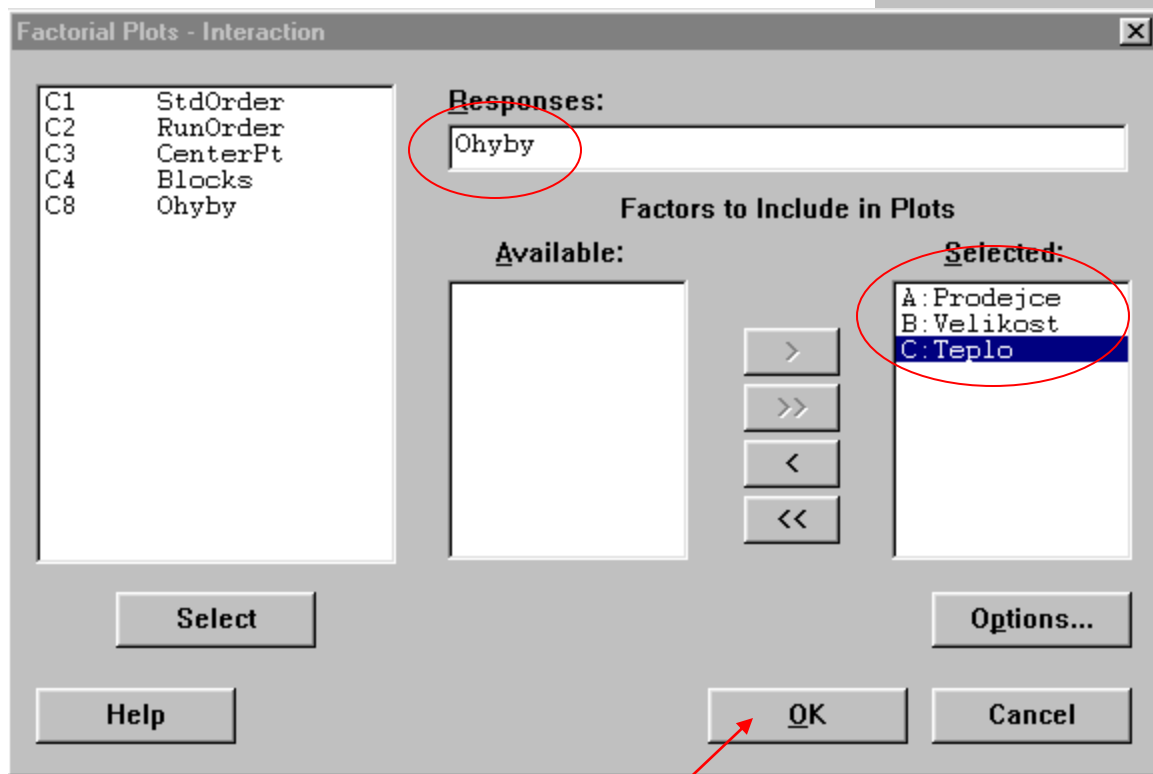 Factorial Plots - Interaction
C1 StdOrder
C2 RunOrder
C3 CenterPt
C4 Blocks
C8 Ohyby
Responses:
Ohyby
Factors to Include in Plots
Available:
Selected:
A:Prodejce
B:Velikost
C:Teplo
>
>>
<
<<
Select
Options...
Help
OK
Cancel